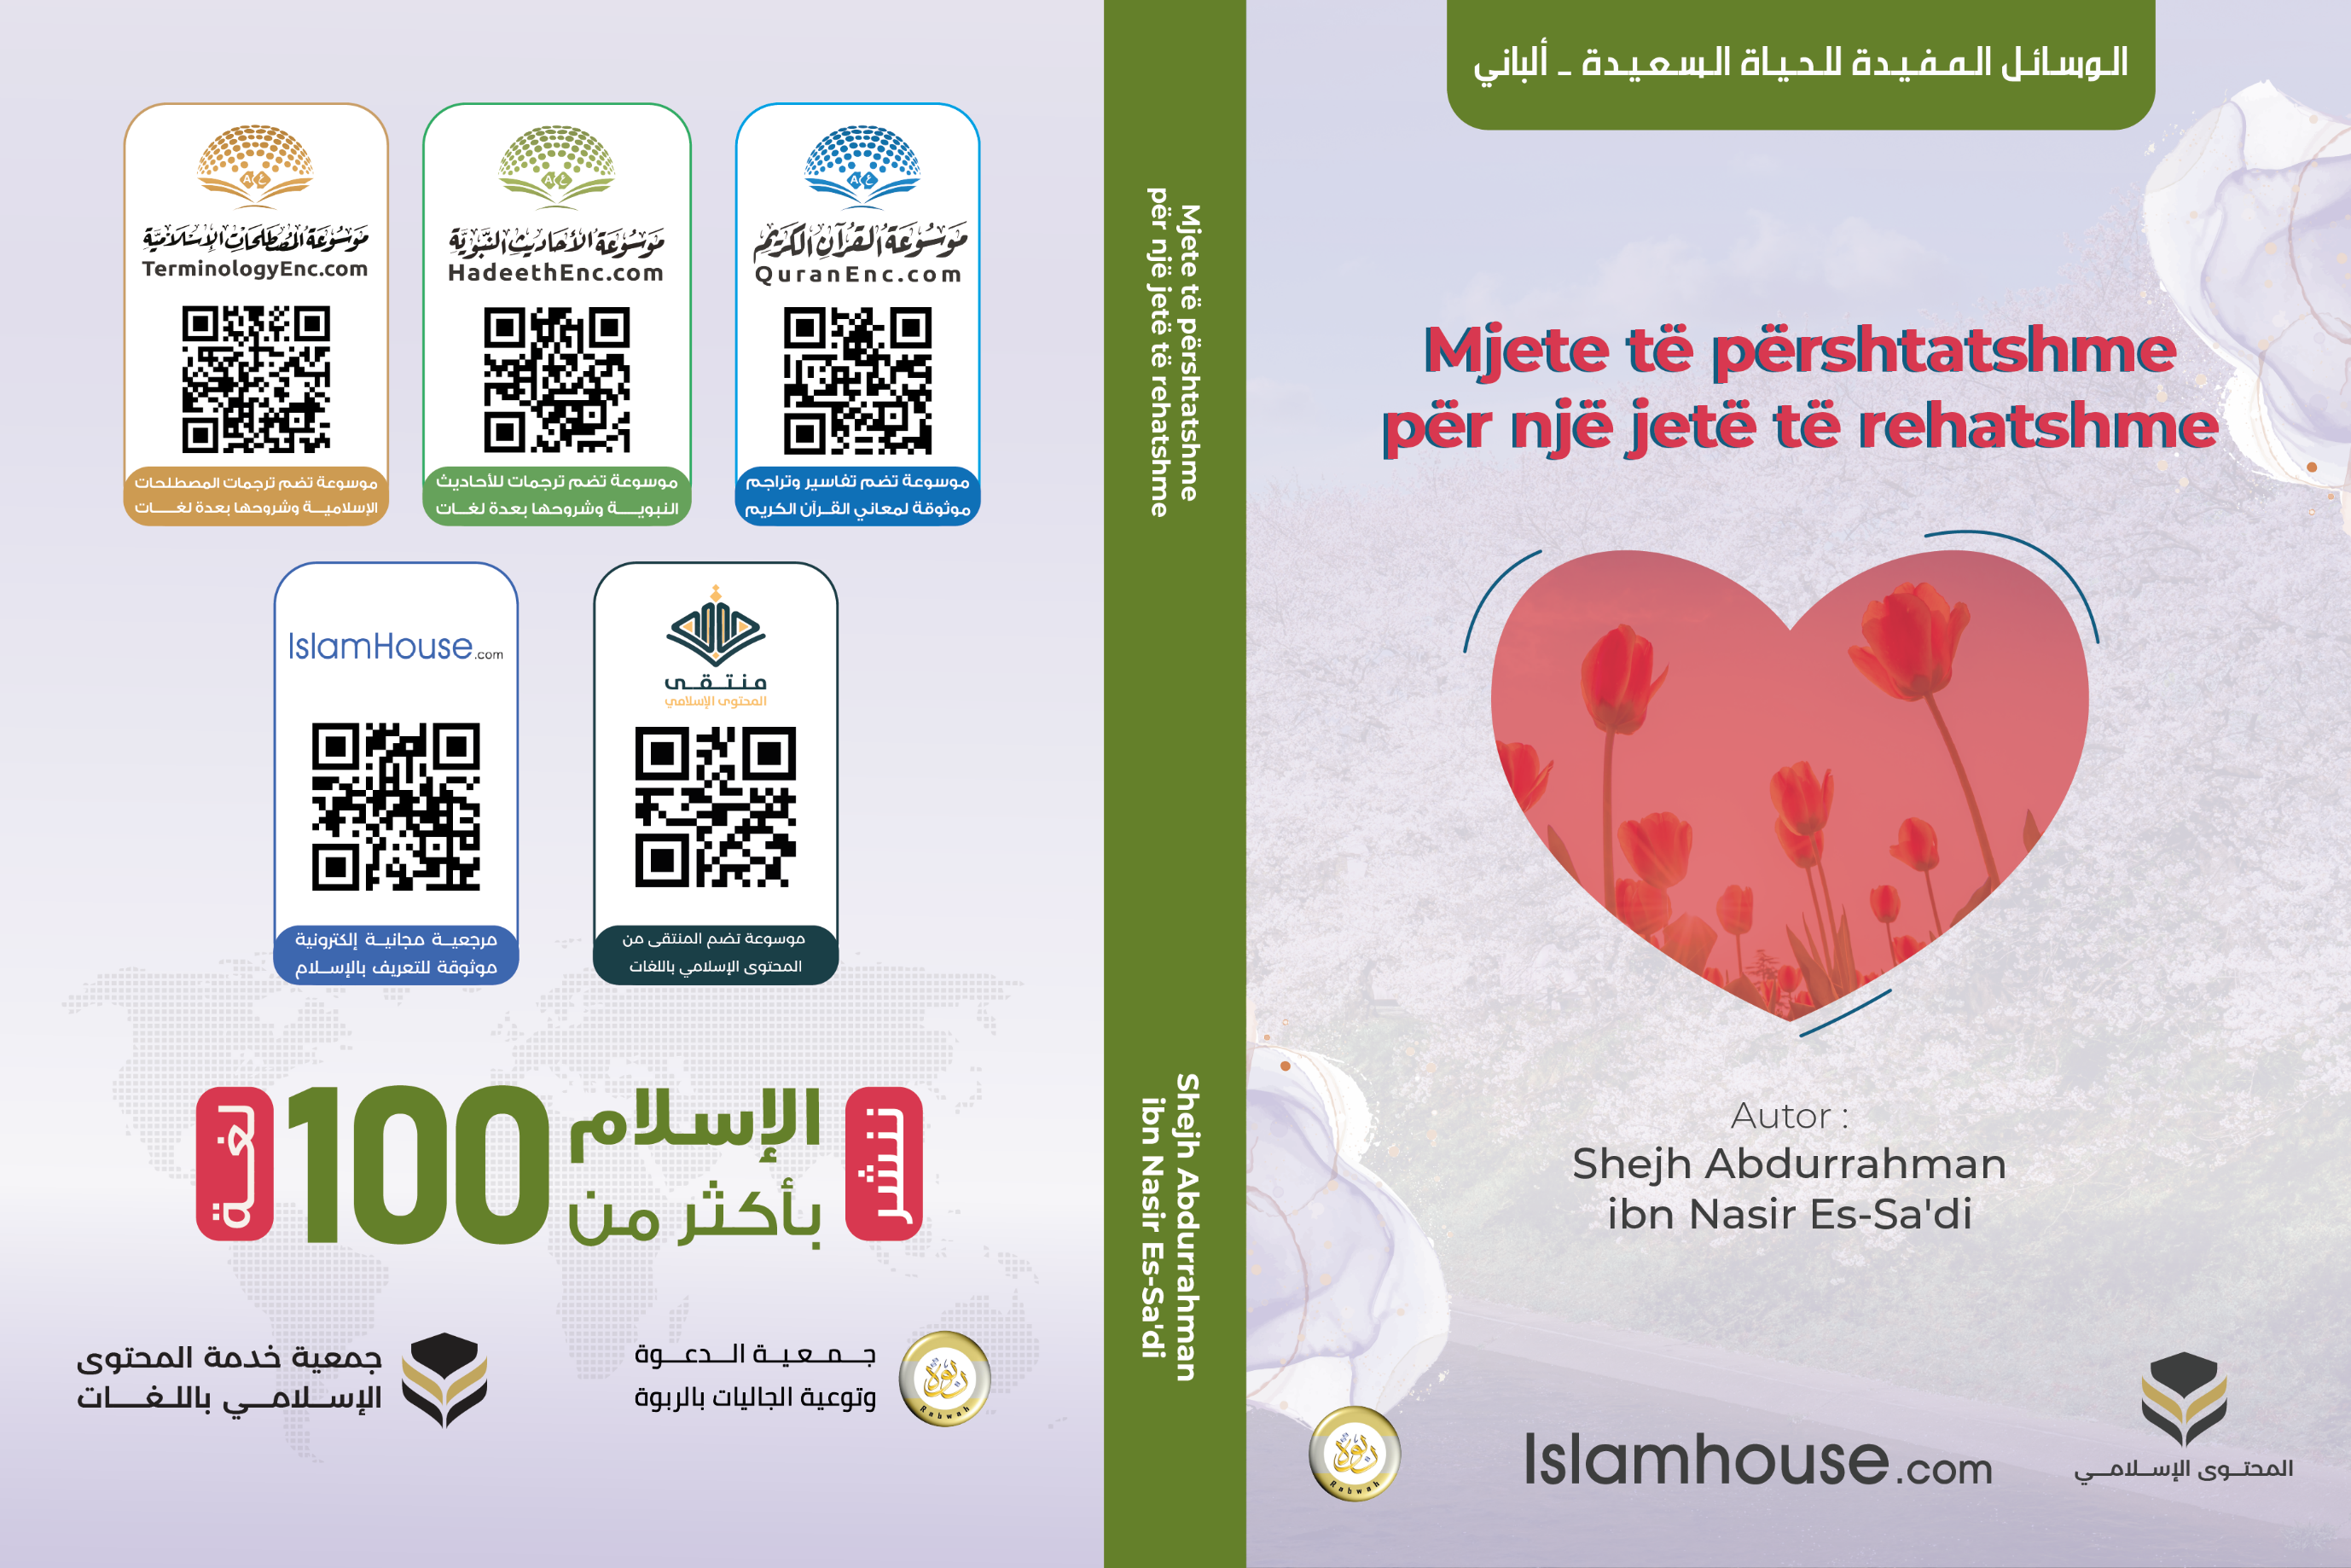 الوسائل المفيدة للحياة السعيدة - ألباني
Mjete të përshtatshme
për një jetë të rehatshme
Autor :
Shejh Abdurrahman
ibn Nasir Es-Sa'di
Rabwah
Islamhouse.com
المحتوى الإسلامي
Mjete të përshtatshme
për një jetë të rehatshme
Shejh Abdurrahman
ibn Nasir Es-Sa'di
موسوعة المصطلحات الإسلامية
TerminologyEnc.com
موسوعة تضم ترجمات المصطلحات
الإسلامية وشروحها بعدة لغات
موسوعة الأحاديث النبوية
HadeethEnc.com
موسوعة تضم ترجمات للأحاديث
النبوية وشروحها بعدة لغات
موسوعة القرآن الكريم
QuranEnc.com
موسوعة تضم تفاسير وتراجم
موثوقة لمعاني القرآن الكريم
IslamHouse.com
مرجعية مجانية إلكترونية
موثوقة للتعريف بالإسلام
منتقى
المحتوى الإسلامي
موسوعة تضم المنتقى من
المحتوى الإسلامي باللغات
ننشر
الإسلام
بأكثر من
100
لغة
جمعية خدمة المحتوى
الإسلامي باللغات
جمعية الدعوة
وتوعية الجاليات بالربوة
Rabwah